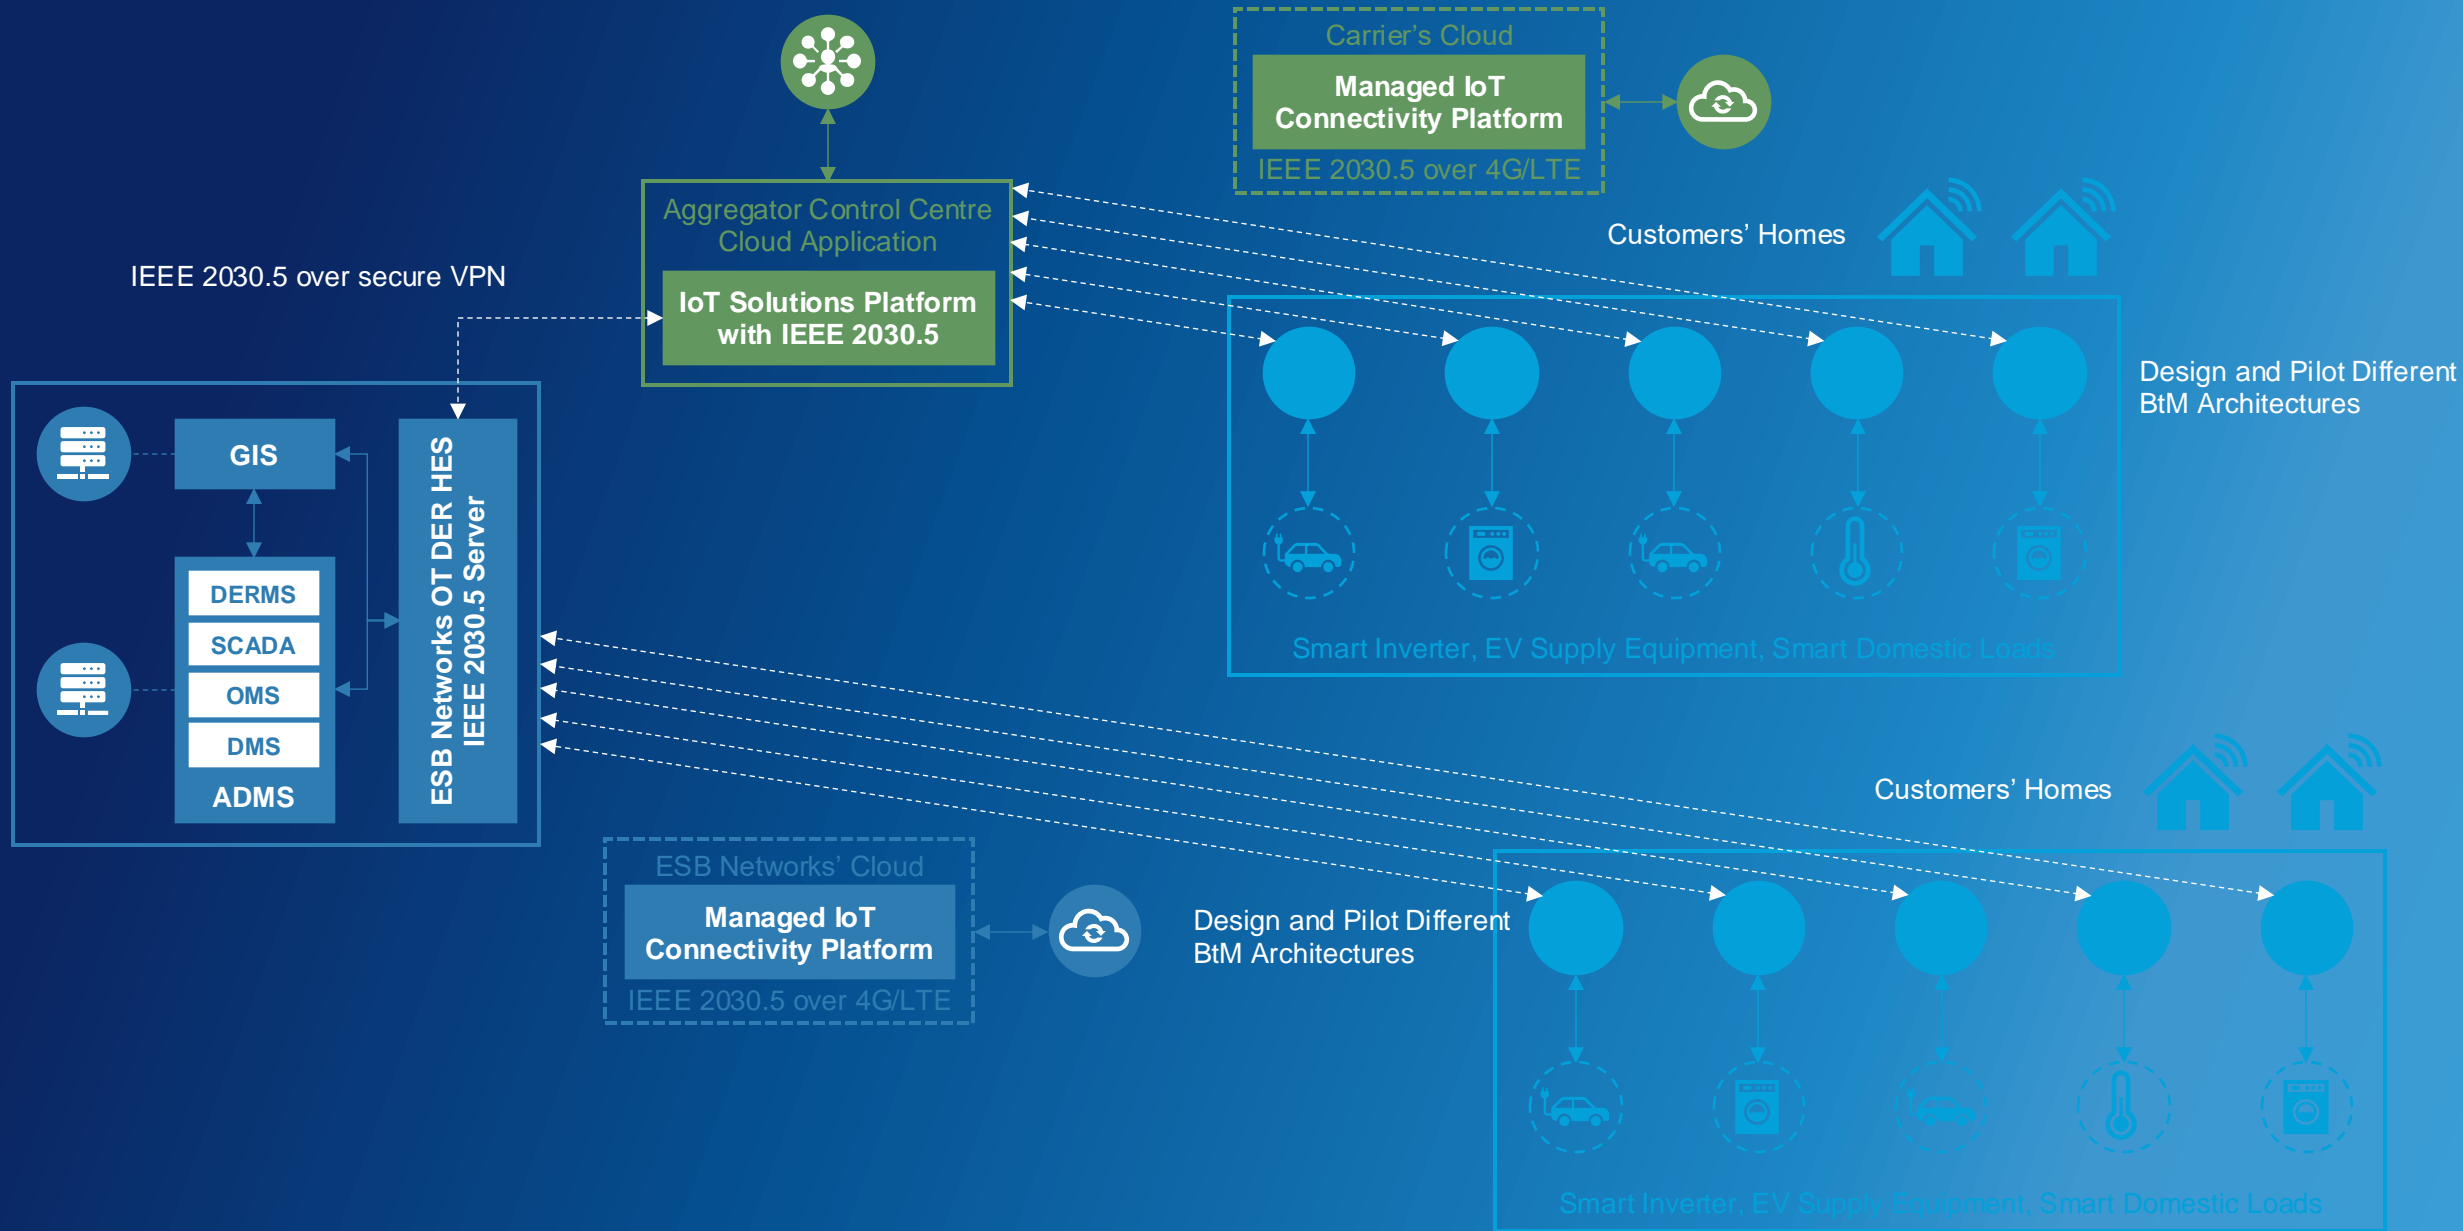 Carrier's Cloud
Managed IoT
Connectivity Platform
IEEE 2030.5 over 4G/LTE
Aggregator Control Centre
Cloud Application
IoT Solutions Platform
with IEEE 2030.5
IEEE 2030.5 over secure VPN
Customers' Homes
Design and Pilot Different
BtM Architectures
Smart Inverter, EV Supply Equipment, Smart Domestic Loads
GIS
DERMS
SCADA
OMS
DMS
ADMS
ESB Networks OT DER HES
IEEE 2030.5 Server
Customers' Homes
ESB Networks' Cloud
Managed IoT
Connectivity Platform
IEEE 2030.5 over 4G/LTE
Design and Pilot Different
BtM Architectures
Smart Inverter, EV Supply Equipment, Smart Domestic Loads